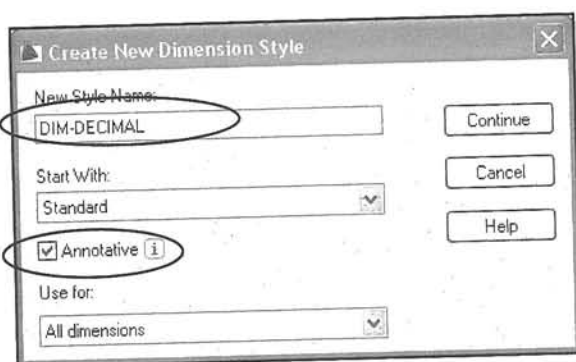 Create New Dimension Style
New Style Name:
DIM-DECIMAL
Continue
Start With:
Cancel
Standard
Help
Annotative i
Use for:
All dimensions